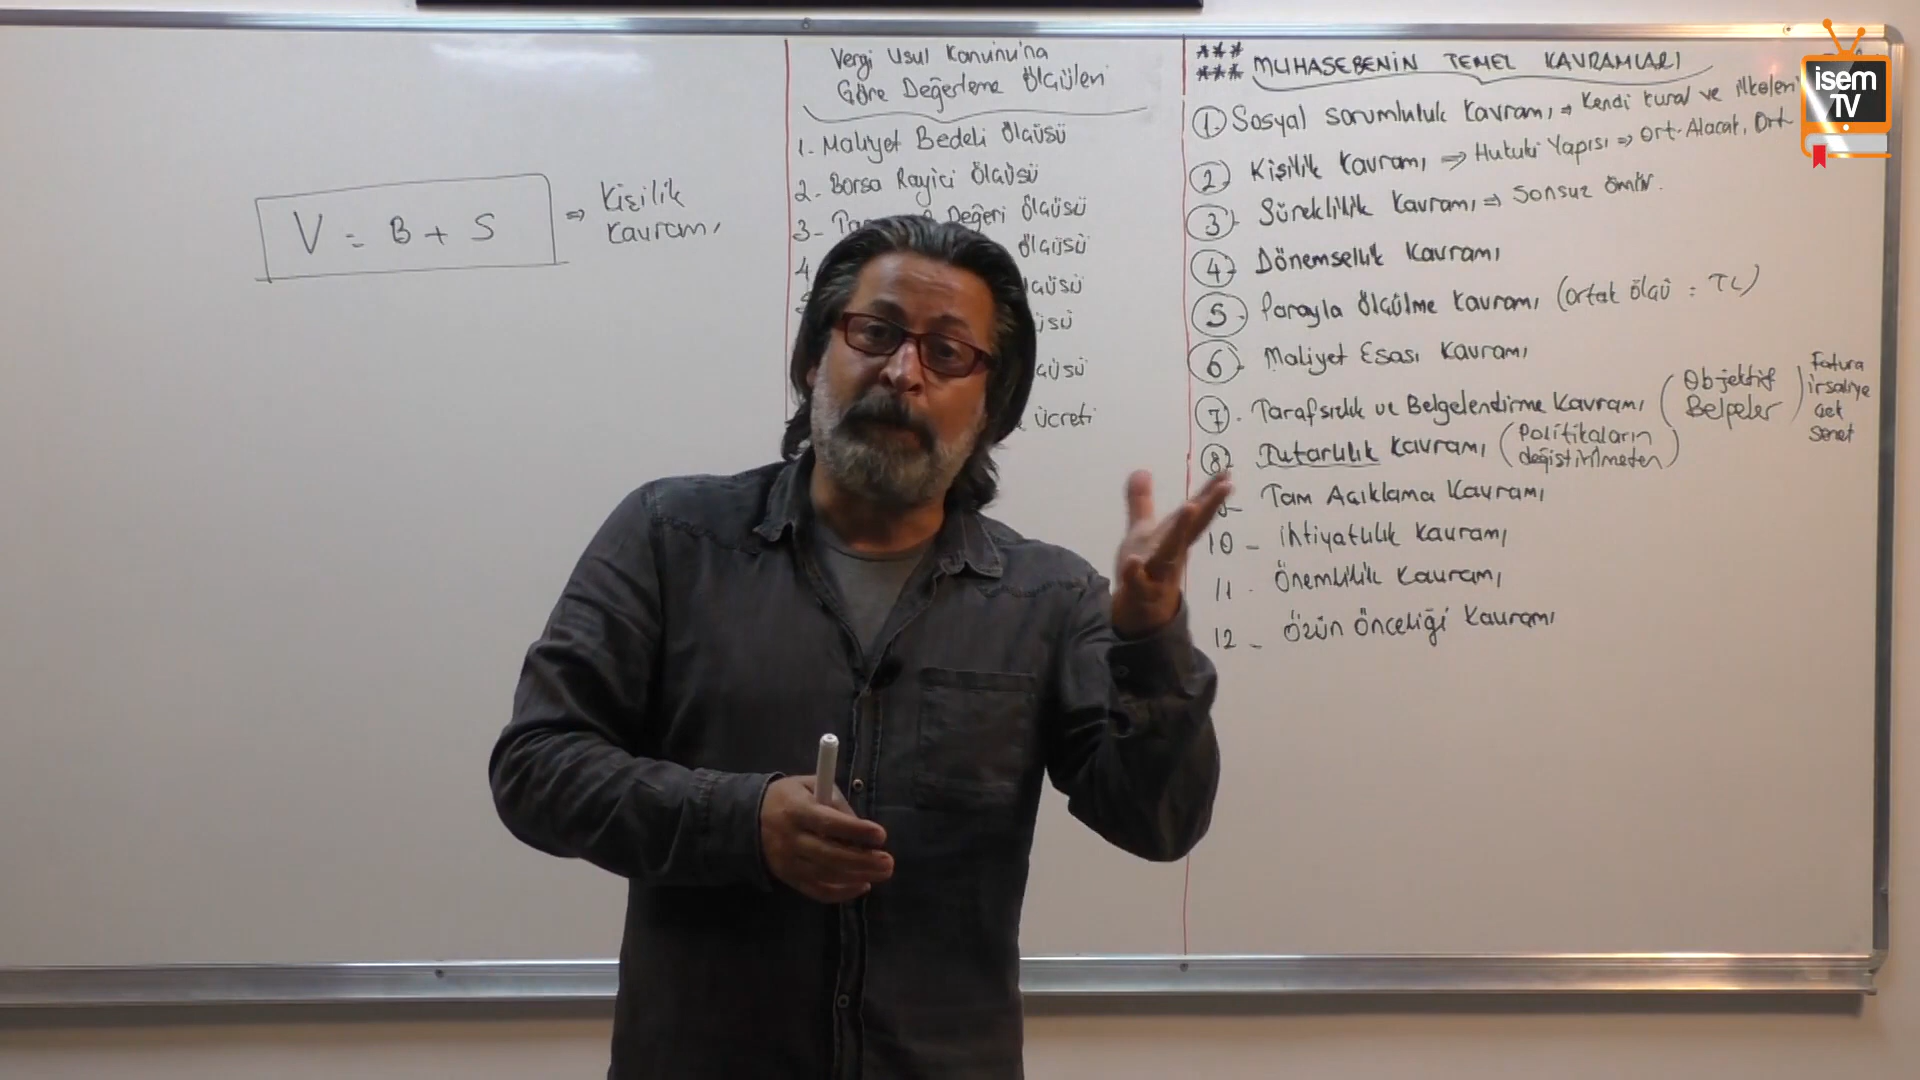 V = B + S ⇒ Kişilik
Kavramı
Vergi Usul Kanunu'na
Göre Değerleme Ölçüleri
1- Maliyet Bedeli Ölçüsü
2- Borsa Rayici Ölçüsü
3- Değeri Ölçüsü
4 Ölçüsü
ücreti
*** MUHASEBENİN TEMEL KAVRAMLARI
***
1. Sosyal sorumluluk Kavramı ⇒ Kendi kural ve ilkeleri
2) Kişilik Kavramı ⇒ Hukuki Yapısı ⇒ Ort. Alacak, Ort.
3) Süreklilik Kavramı ⇒ Sonsuz Ömür.
4) Dönemsellik Kavramı
5. Parayla Ölçülme Kavramı (ortak ölçü = TL)
6) Maliyet Esası Kavramı
7. Tarafsızlık ve Belgelendirme Kavramı (Objektif Belgeler) Fatura irsaliye Çek Senet
8) Tutarlılık Kavramı (Politikaların değiştirilmeden)
Tam Açıklama Kavramı
10 - ihtiyatlılık Kavramı
11 - Önemlilik Kavramı
12 - Özün Önceliği Kavramı
isem
TV